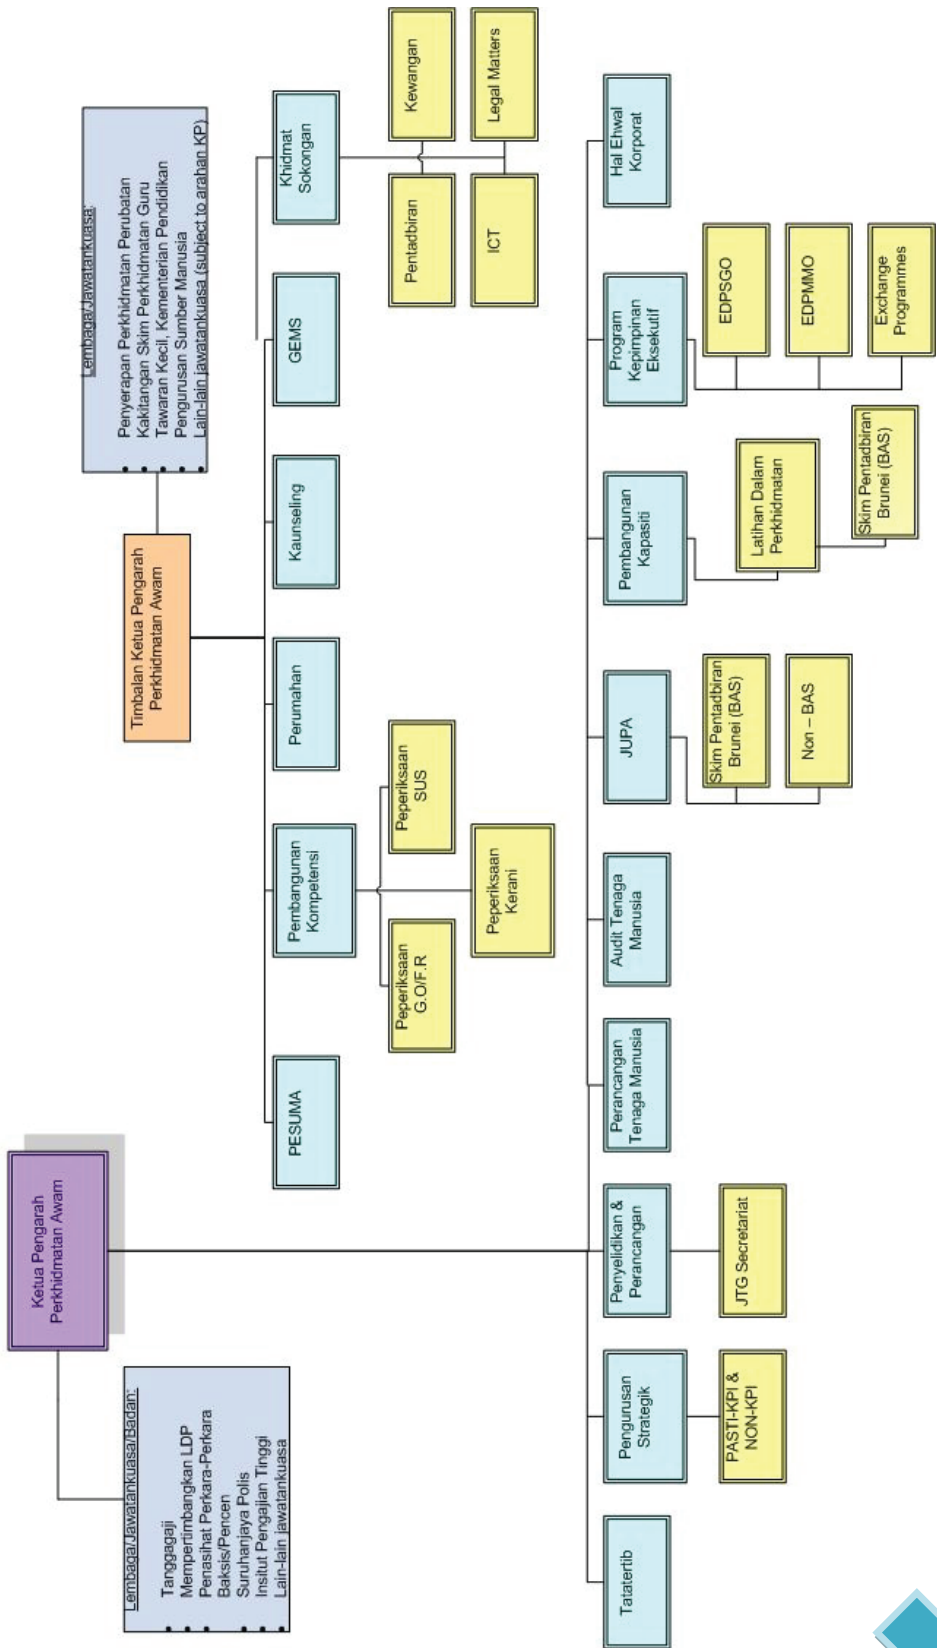 Ketua Pengarah
Perkhidmatan Awam
Lembaga/Jawatankuasa/Badan:
Tanggagaji
Mempertimbangkan LDP
Penasihat Perkara-Perkara
Baksis/Pencen
Suruhanjaya Polis
Insitut Pengajian Tinggi
Lain-lain jawatankuasa
Timbalan Ketua Pengarah
Perkhidmatan Awam
Lembaga/Jawatankuasa:
Penyerapan Perkhidmatan Perubatan
Kakitangan Skim Perkhidmatan Guru
Tawaran Kecil, Kementerian Pendidikan
Pengurusan Sumber Manusia
Lain-lain jawatankuasa (subject to arahan KP)
PESUMA
Pembangunan
Kompetensi
Perumahan
Kaunseling
GEMS
Khidmat
Sokongan
Peperiksaan
G.O/F.R
Peperiksaan
SUS
Peperiksaan
Kerani
Pentadbiran
Kewangan
ICT
Legal Matters
Tatatertib
Pengurusan
Strategik
Penyelidikan &
Perancangan
Perancangan
Tenaga Manusia
Audit Tenaga
Manusia
JUPA
Pembangunan
Kapasiti
Program
Kepimpinan
Eksekutif
Hal Ehwal
Korporat
PASTI-KPI &
NON-KPI
JTG Secretariat
Skim Pentadbiran
Brunei (BAS)
Non – BAS
Latihan Dalam
Perkhidmatan
Skim Pentadbiran
Brunei (BAS)
EDPSGO
EDPMMO
Exchange
Programmes